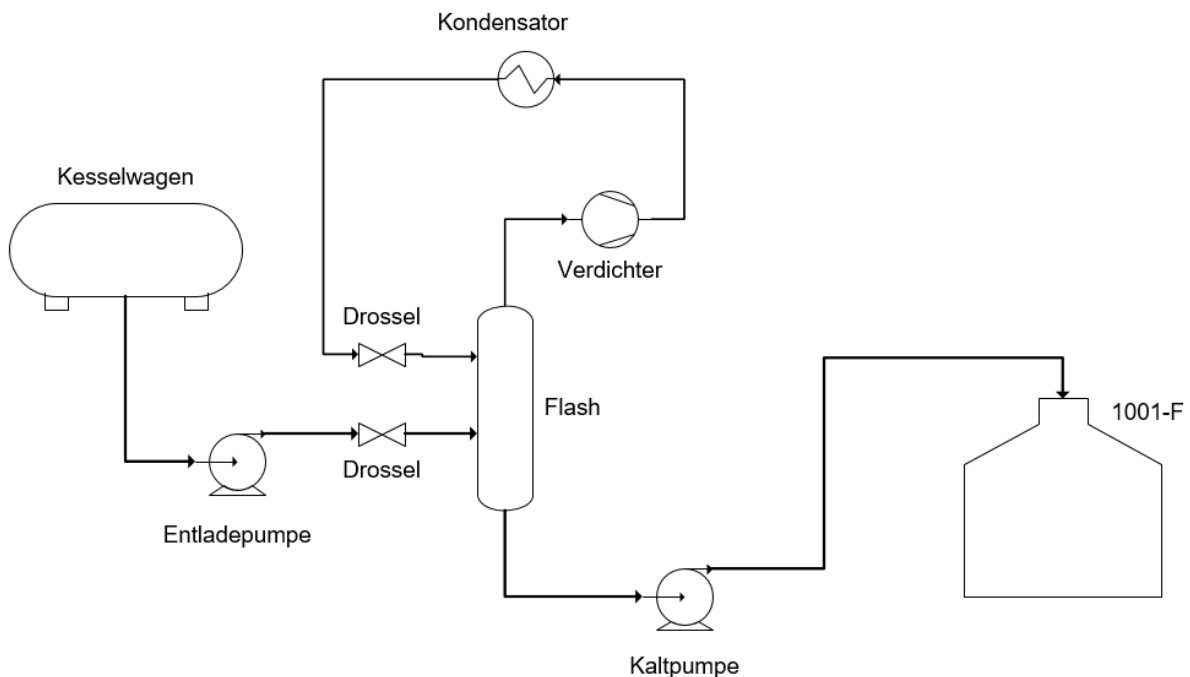 Kondensator
Kesselwagen
Verdichter
Drossel
Flash
1001-F
Drossel
Entladepumpe
Kaltpumpe